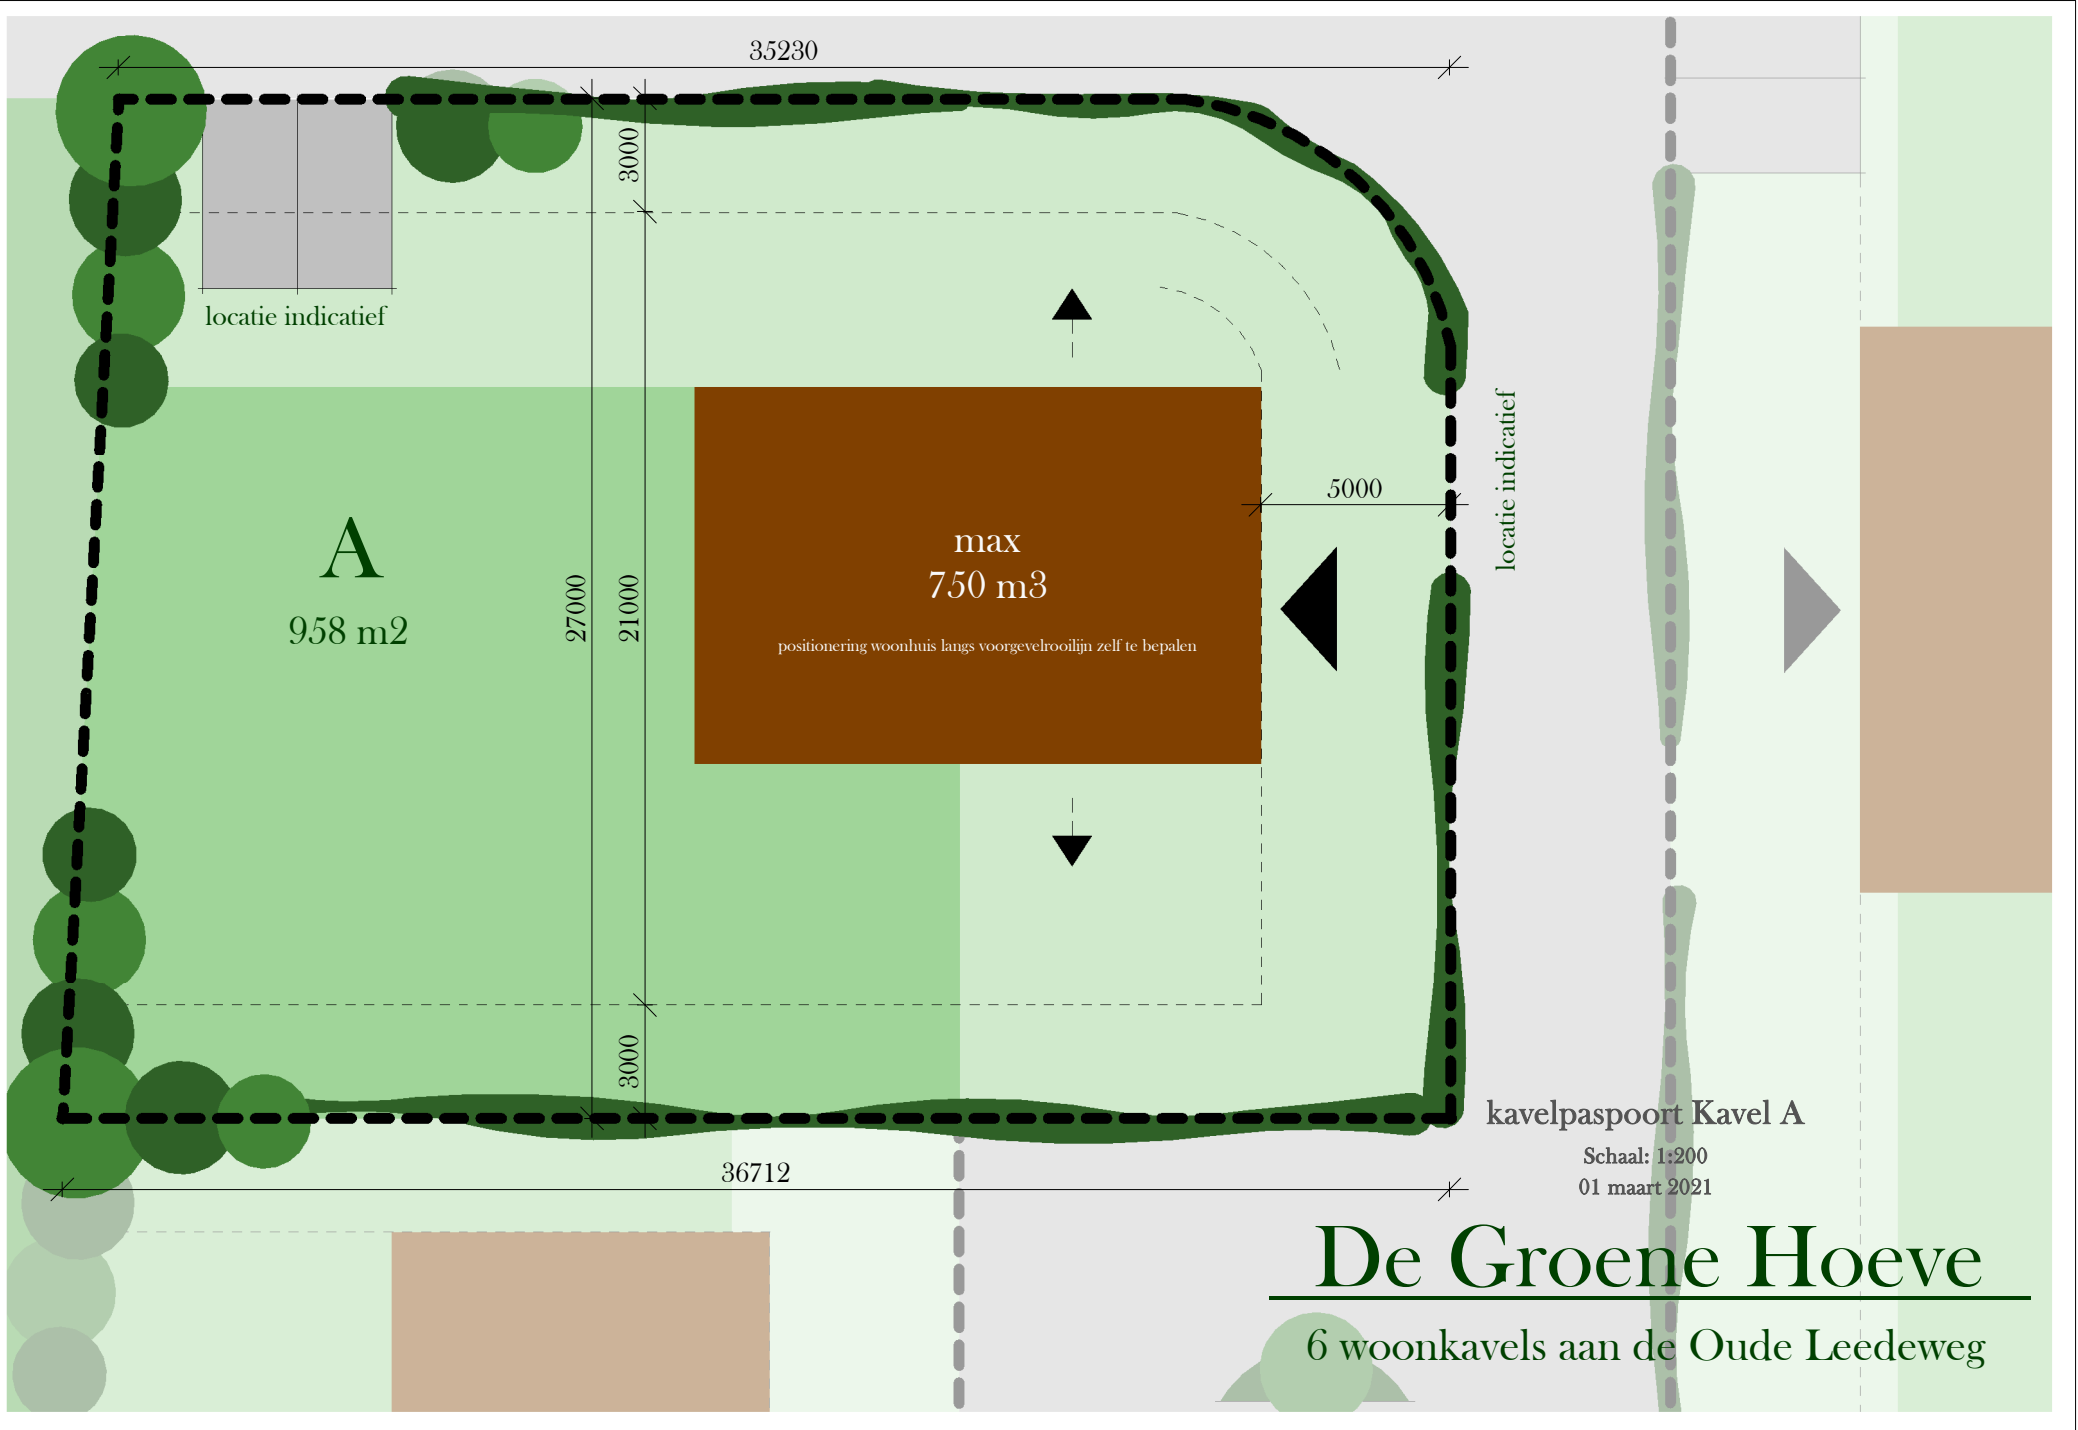 35230
3000
locatie indicatief
locatie indicatief
5000
A
958 m2
27000
21000
max
750 m3
positionering woonhuis langs voorgevelrooilijn zelf te bepalen
3000
36712
kavelpaspoort Kavel A
Schaal: 1:200
01 maart 2021
De Groene Hoeve
6 woonkavels aan de Oude Leedeweg